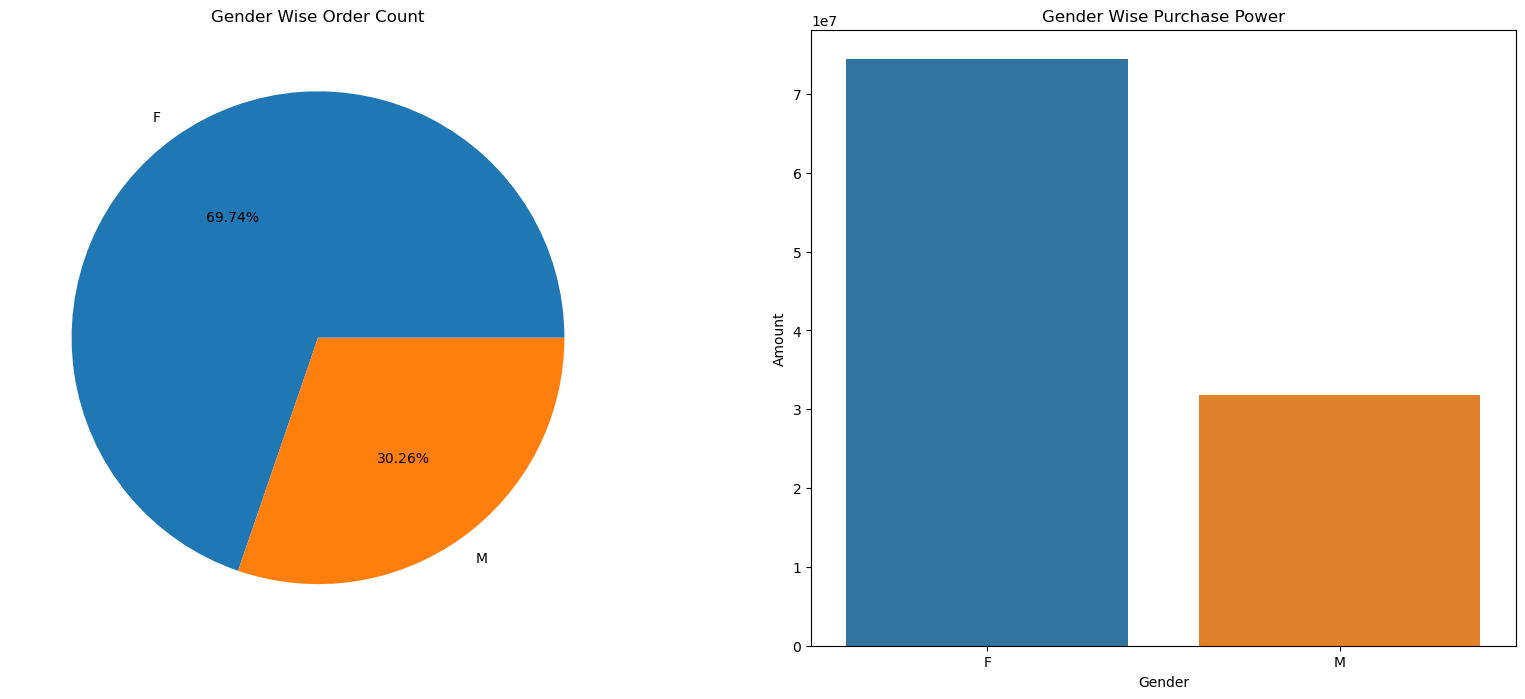 Gender Wise Order Count
F
69.74%
30.26%
M
Gender Wise Purchase Power
1e7
7
6
5
4
3
2
1
0
Amount
F
M
Gender